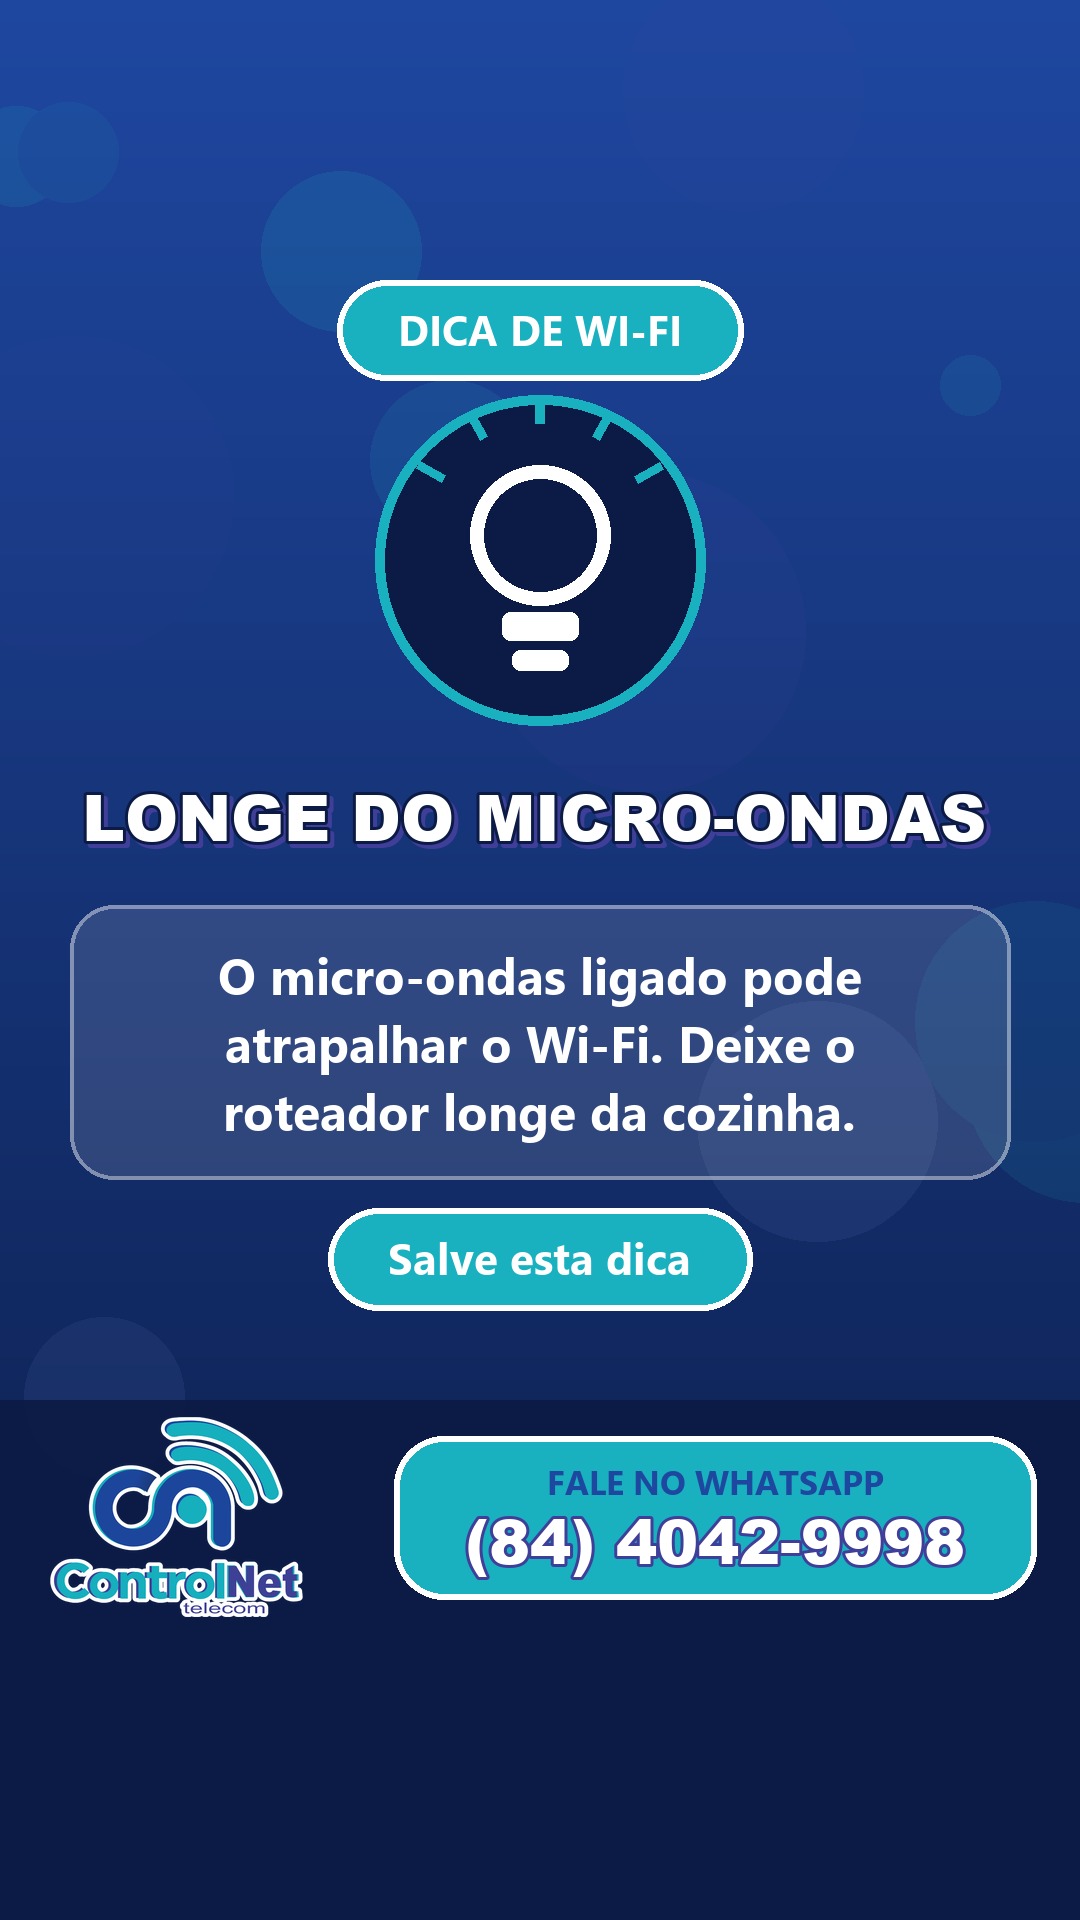 DICA DE WI-FI
LONGE DO MICRO-ONDAS
O micro-ondas ligado pode
atrapalhar o Wi-Fi. Deixe o
roteador longe da cozinha.
Salve esta dica
ControlNet
telecom
FALE NO WHATSAPP
(84) 4042-9998